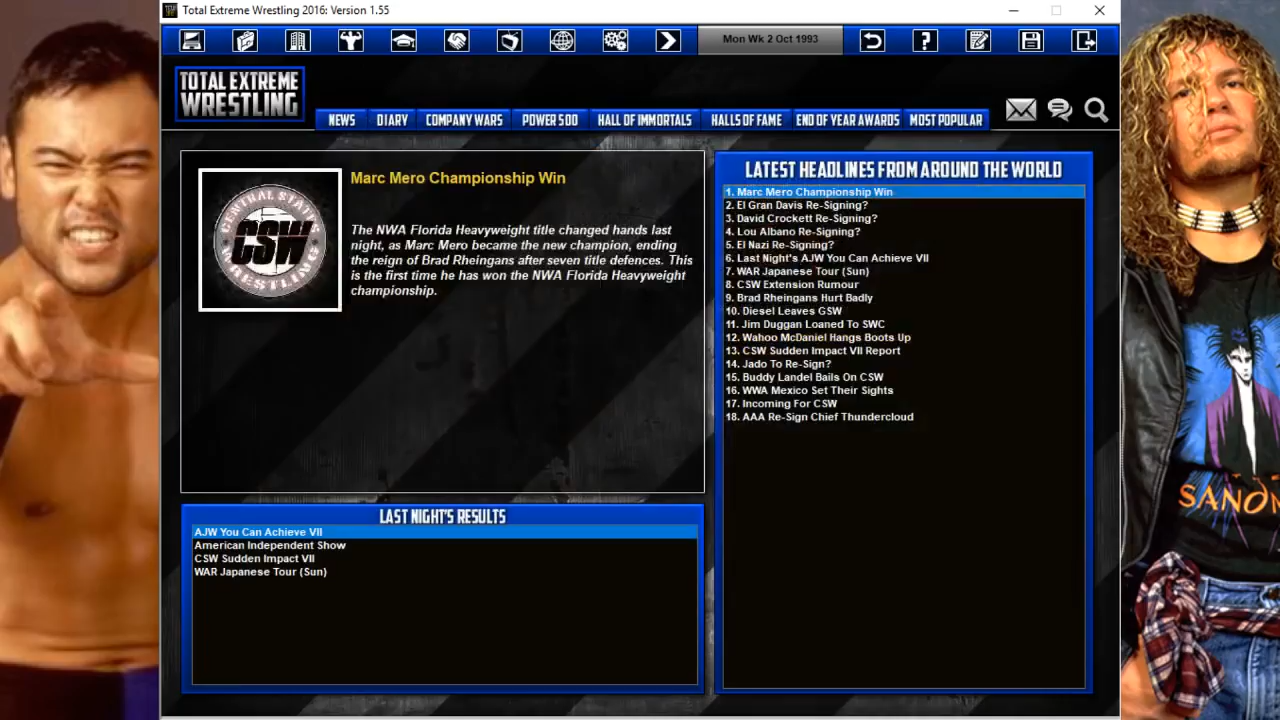 Total Extreme Wrestling 2016: Version 1.55
Mon Wk 2 Oct 1993
TOTAL EXTREME
WRESTLING
NEWS DIARY COMPANY WARS POWER 500 HALL OF IMMORTALS HALLS OF FAME END OF YEAR AWARDS MOST POPULAR
CENTRAL STATES
CSW
WRESTLING
Marc Mero Championship Win
The NWA Florida Heavyweight title changed hands last
night, as Marc Mero became the new champion, ending
the reign of Brad Rheingans after seven title defences. This
is the first time he has won the NWA Florida Heavyweight
championship.
LAST NIGHT'S RESULTS
AJW You Can Achieve VII
American Independent Show
CSW Sudden Impact VII
WAR Japanese Tour (Sun)
LATEST HEADLINES FROM AROUND THE WORLD
1. Marc Mero Championship Win
2. El Gran Davis Re-Signing?
3. David Crockett Re-Signing?
4. Lou Albano Re-Signing?
5. El Nazi Re-Signing?
6. Last Night's AJW You Can Achieve VII
7. WAR Japanese Tour (Sun)
8. CSW Extension Rumour
9. Brad Rheingans Hurt Badly
10. Diesel Leaves GSW
11. Jim Duggan Loaned To SWC
12. Wahoo McDaniel Hangs Boots Up
13. CSW Sudden Impact VII Report
14. Jado To Re-Sign?
15. Buddy Landel Bails On CSW
16. WWA Mexico Set Their Sights
17. Incoming For CSW
18. AAA Re-Sign Chief Thundercloud